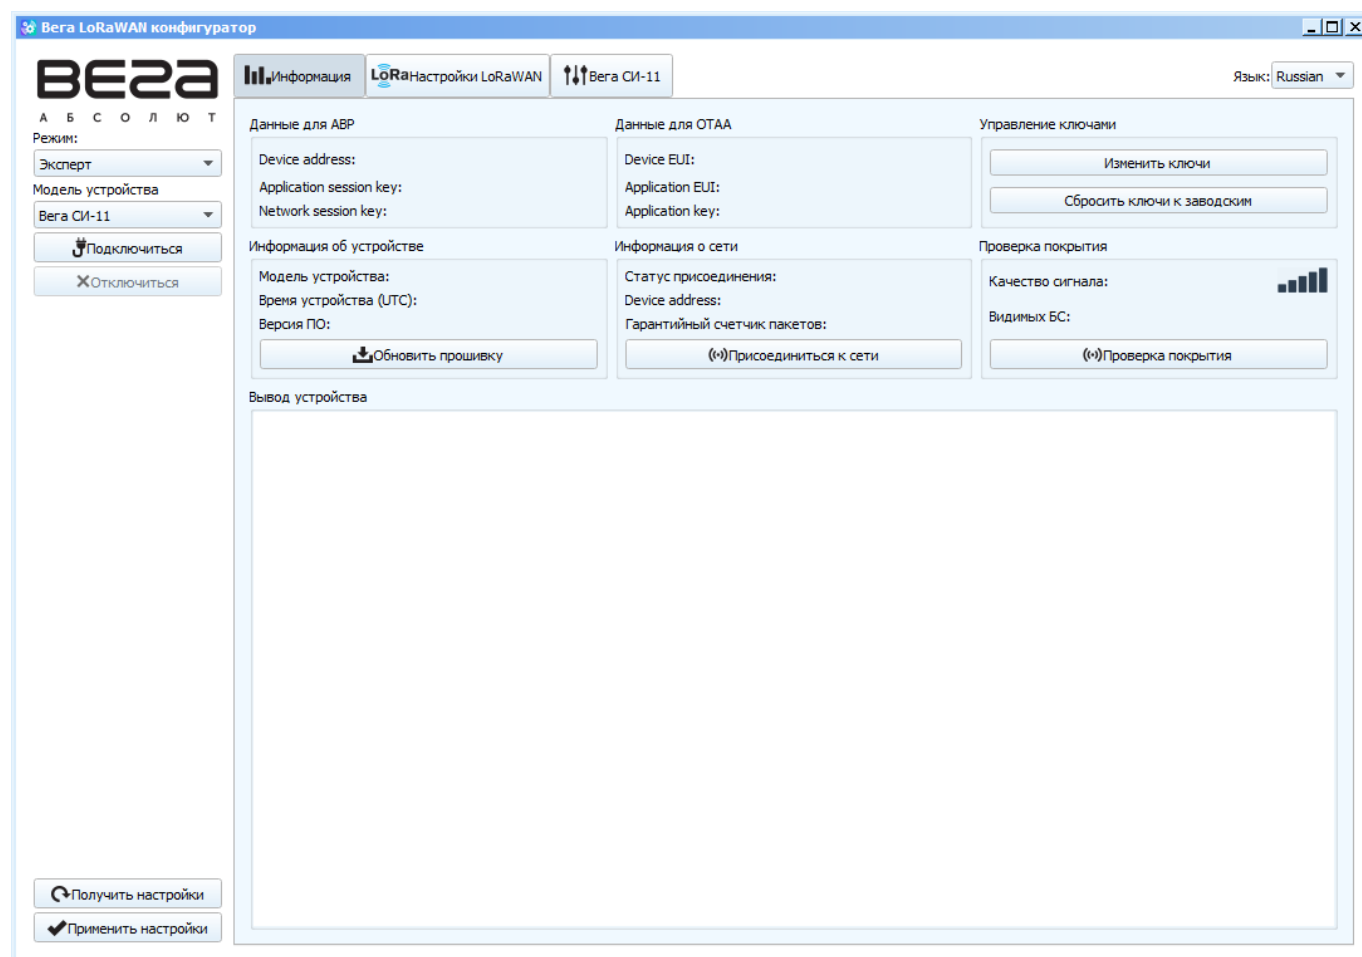 Вега LoRaWAN конфигуратор
ВЕГА
АБСОЛЮТ
Режим:
Эксперт
Модель устройства
Вега СИ-11
Подключиться
Отключиться
Получить настройки
Применить настройки
Информация
LoRa Настройки LoRaWAN
Вега СИ-11
Язык: Russian
Данные для ABP
Device address:
Application session key:
Network session key:
Данные для OTAA
Device EUI:
Application EUI:
Application key:
Управление ключами
Изменить ключи
Сбросить ключи к заводским
Информация об устройстве
Модель устройства:
Время устройства (UTC):
Версия ПО:
Обновить прошивку
Информация о сети
Статус присоединения:
Device address:
Гарантийный счетчик пакетов:
Присоединиться к сети
Проверка покрытия
Качество сигнала:
Видимых БС:
Проверка покрытия
Вывод устройства